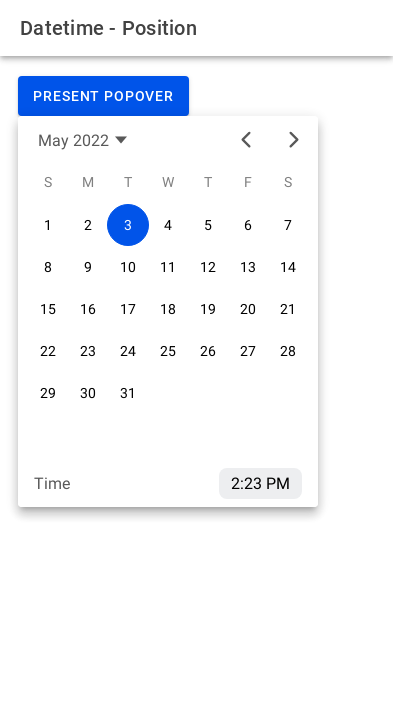 Datetime - Position
PRESENT POPOVER
May 2022
S M T W T F S
1 2 3 4 5 6 7
8 9 10 11 12 13 14
15 16 17 18 19 20 21
22 23 24 25 26 27 28
29 30 31
Time 2:23 PM